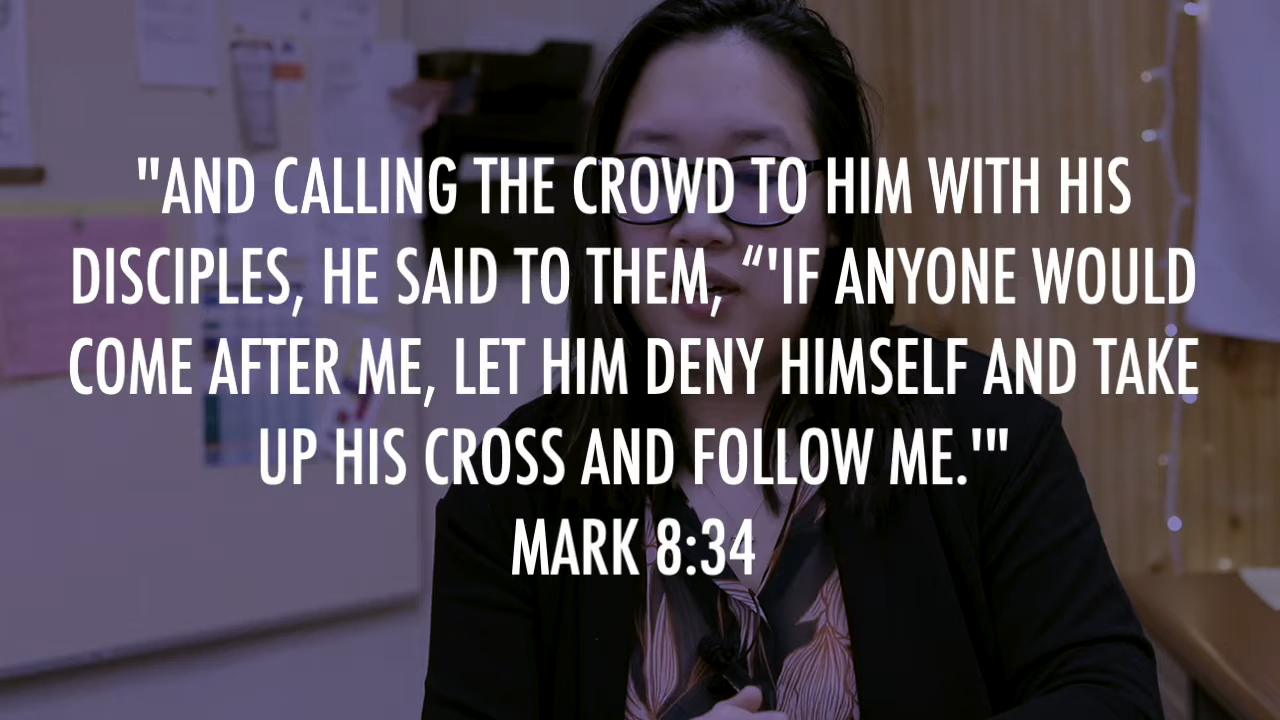 "AND CALLING THE CROWD TO HIM WITH HIS
DISCIPLES, HE SAID TO THEM, “'IF ANYONE WOULD
COME AFTER ME, LET HIM DENY HIMSELF AND TAKE
UP HIS CROSS AND FOLLOW ME.'"
MARK 8:34